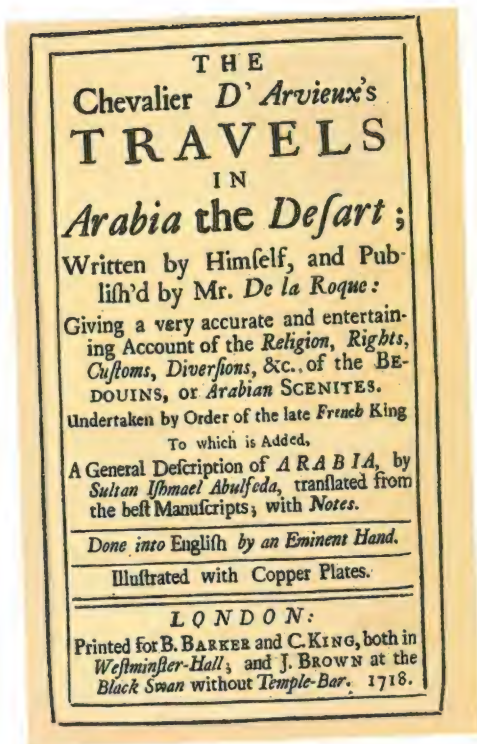 THE
Chevalier D' Arvieux's
TRAVELS
IN
Arabia the Deſart;
Written by Himſelf, and Pub-
liſh'd by Mr. De la Roque:
Giving a very accurate and entertain-
ing Account of the Religion, Rights,
Cuſtoms, Diverſions, &c. of the BE-
DOUINS, or Arabian SCENITES.
Undertaken by Order of the late French King
To which is Added,
A General Deſcription of ARABIA, by
Sultan Iſhmael Abulfeda, tranſlated from
the beſt Manuſcripts; with Notes.
Done into Engliſh by an Eminent Hand.
Illuſtrated with Copper Plates.
LONDON:
Printed for B. BARKER and C. KING, both in
Weſtminſter-Hall; and J. BROWN at the
Black Swan without Temple-Bar. 1718.